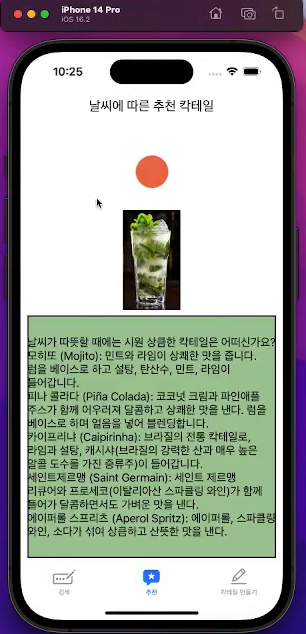 iPhone 14 Pro
iOS 16.2
10:25
날씨에 따른 추천 칵테일
날씨가 따뜻할 때에는 시원 상큼한 칵테일은 어떠신가요?
모히또 (Mojito): 민트와 라임이 상쾌한 맛을 줍니다.
럼을 베이스로 하고 설탕, 탄산수, 민트, 라임이
들어갑니다.
피나 콜라다 (Piña Colada): 코코넛 크림과 파인애플
주스가 함께 어우러져 달콤하고 상쾌한 맛을 낸다. 럼을
베이스로 하며 얼음을 넣어 블렌딩합니다.
카이프리냐 (Caipirinha): 브라질의 전통 칵테일로,
라임과 설탕, 캐시샤(브라질의 강력한 산과 매우 높은
알콜 도수를 가진 증류주)이 들어갑니다.
세인트제르맹 (Saint Germain): 세인트 제르맹
리큐어와 프로세코(이탈리아산 스파클링 와인)가 함께
들어가 달콤하면서도 가벼운 맛을 낸다.
에이퍼롤 스프리츠 (Aperol Spritz): 에이퍼롤, 스파클링
와인, 소다가 섞여 상큼하고 산뜻한 맛을 낸다.
검색
추천
칵테일 만들기